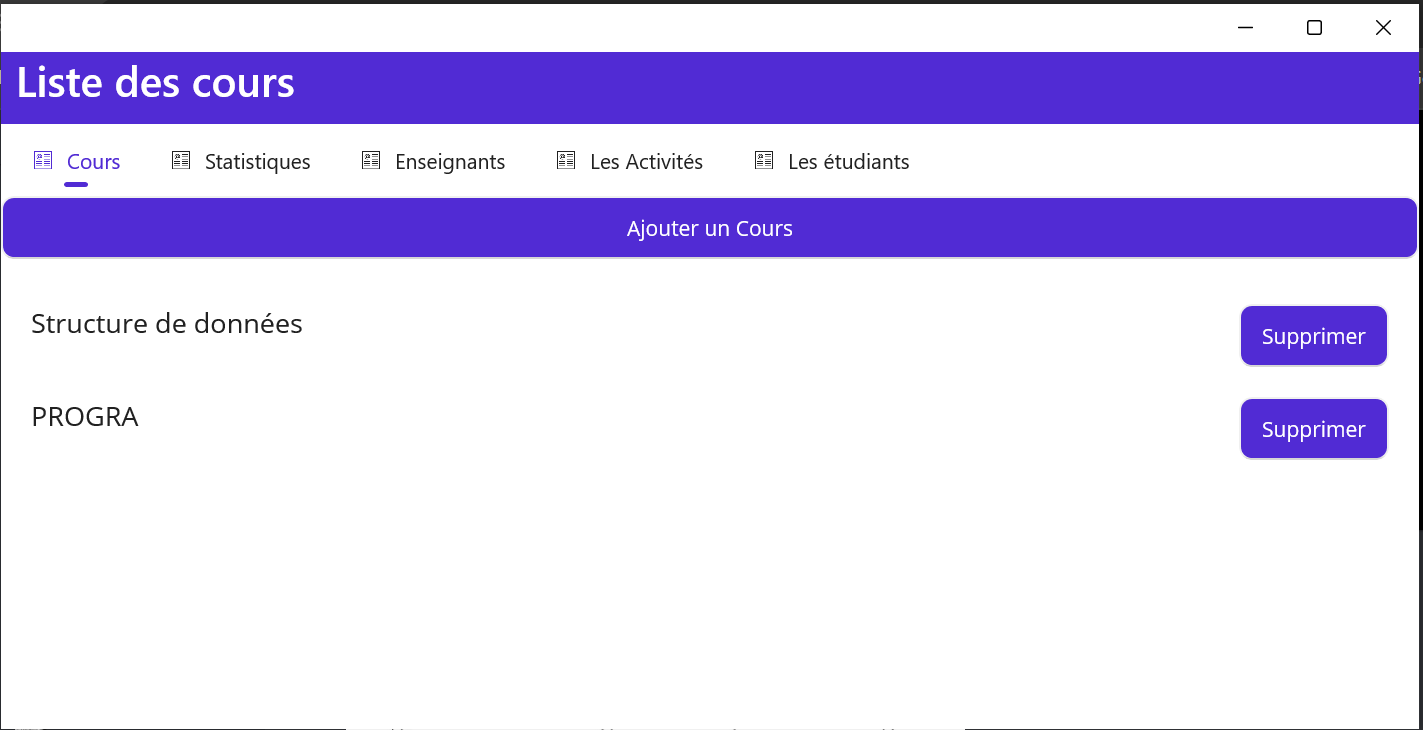 Liste des cours
Cours Statistiques Enseignants Les Activités Les étudiants
Ajouter un Cours
Structure de données
Supprimer
PROGRA
Supprimer